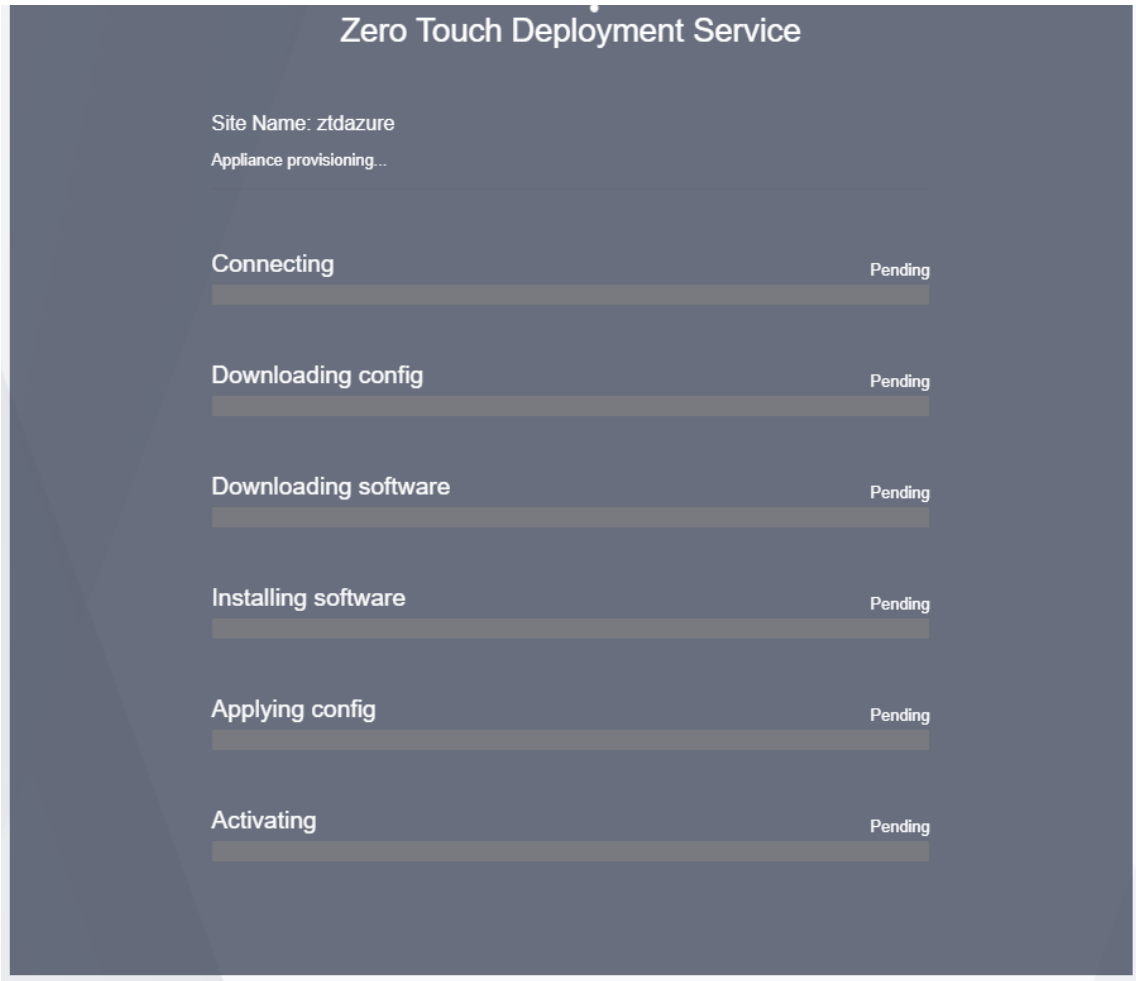 Zero Touch Deployment Service
Site Name: ztdazure
Appliance provisioning...
Connecting
Pending
Downloading config
Pending
Downloading software
Pending
Installing software
Pending
Applying config
Pending
Activating
Pending